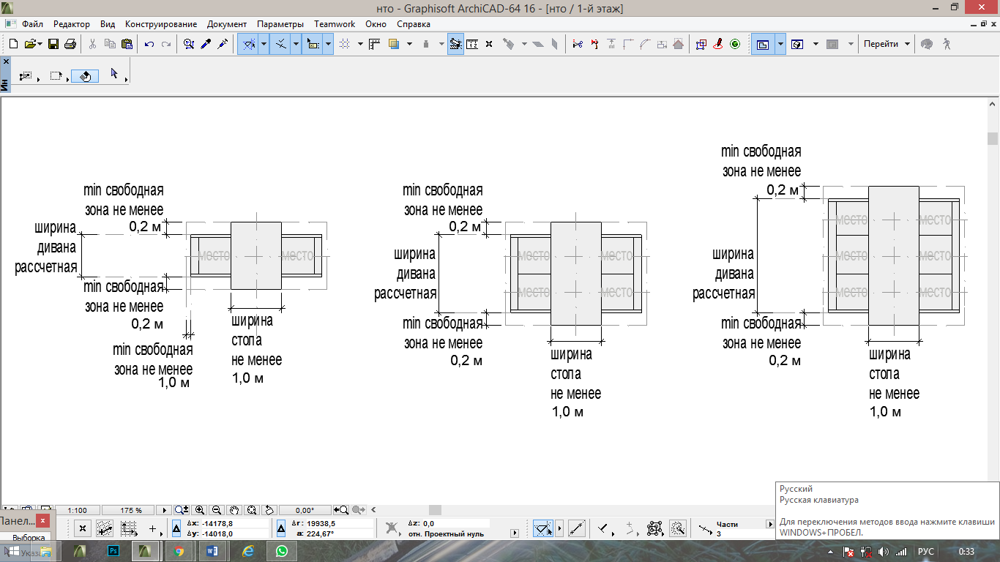 нто - Graphisoft ArchiCAD-64 16 - [нто / 1-й этаж]
Файл Редактор Вид Конструирование Документ Параметры Teamwork Окно Справка
Перейти
Ин
min свободная
зона не менее
0,2 м
ширина
дивана
рассчетная
min свободная
зона не менее
0,2 м
min свободная
зона не менее
1,0 м
место место
ширина
стола
не менее
1,0 м
min свободная
зона не менее
0,2 м
ширина
дивана
рассчетная
min свободная
зона не менее
0,2 м
место место
место место
ширина
стола
не менее
1,0 м
min свободная
зона не менее
0,2 м
ширина
дивана
рассчетная
min свободная
зона не менее
0,2 м
место место
место место
место место
ширина
стола
не менее
1,0 м
1:100 175 % 0,00°
Панел...
Выборка
Указа
Δx: -14178,8
Δy: -14018,0
Δr: 19938,5
a: 224,67°
Δz: 0,0
отн. Проектный нуль
Части
3
Русский
Русская клавиатура
Для переключения методов ввода нажмите клавиши
WINDOWS+ПРОБЕЛ.
Ps
РУС
0:33